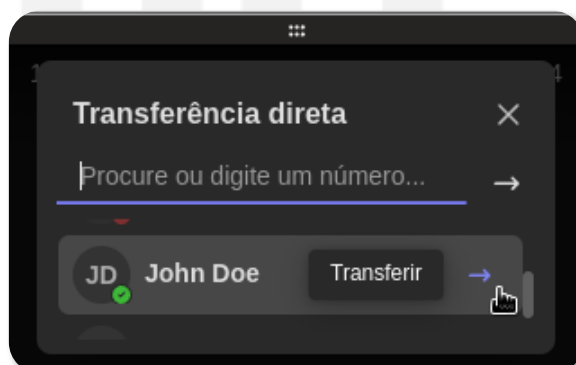 Transferência direta
Procure ou digite um número...
JD John Doe Transferir